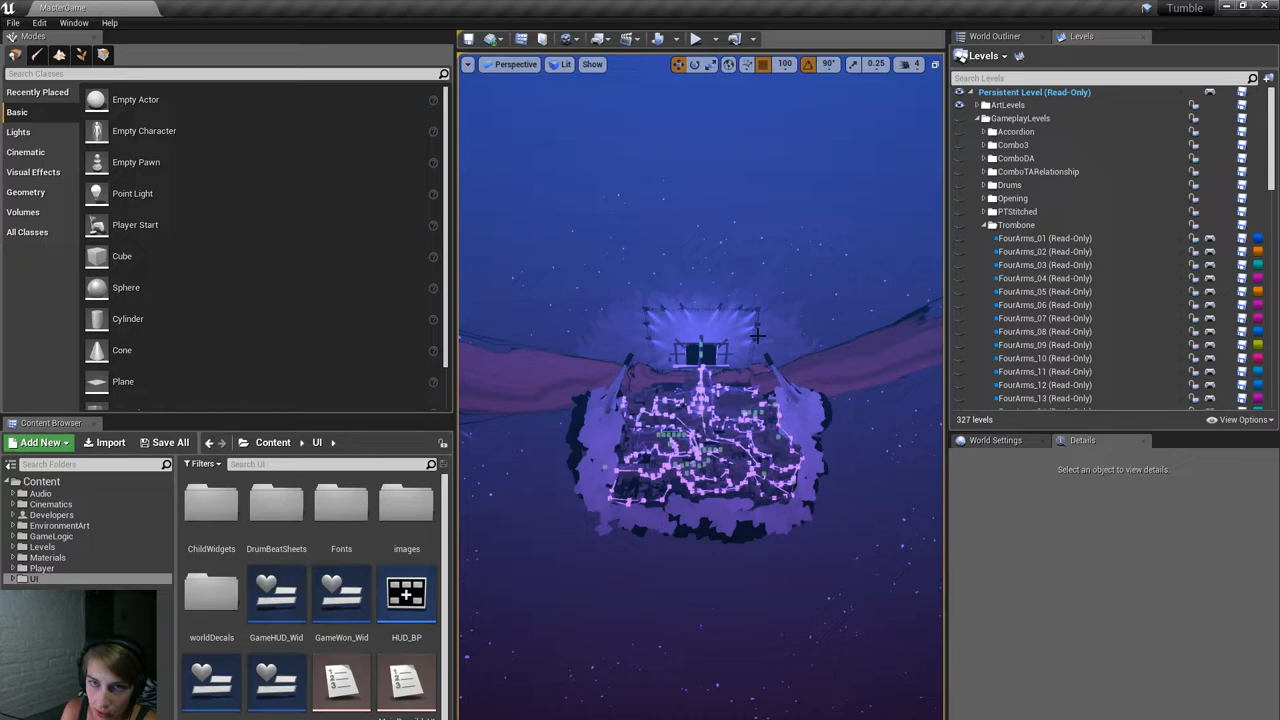 MasterGame
Tumble
File Edit Window Help
Modes
World Outliner
Levels
Search Classes
Perspective
Lit
Show
100
90°
0.25
4
Levels
Search Levels
Recently Placed
Basic
Lights
Cinematic
Visual Effects
Geometry
Volumes
All Classes
Empty Actor
Empty Character
Empty Pawn
Point Light
Player Start
Cube
Sphere
Cylinder
Cone
Plane
Persistent Level (Read-Only)
ArtLevels
GameplayLevels
Accordion
Combo3
ComboDA
ComboTARelationship
Drums
Opening
PTStitched
Trombone
FourArms_01 (Read-Only)
FourArms_02 (Read-Only)
FourArms_03 (Read-Only)
FourArms_04 (Read-Only)
FourArms_05 (Read-Only)
FourArms_06 (Read-Only)
FourArms_07 (Read-Only)
FourArms_08 (Read-Only)
FourArms_09 (Read-Only)
FourArms_10 (Read-Only)
FourArms_11 (Read-Only)
FourArms_12 (Read-Only)
FourArms_13 (Read-Only)
327 levels
View Options
World Settings
Details
Select an object to view details.
Content Browser
Add New
Import
Save All
Content
UI
Search Folders
Filters
Search UI
Content
Audio
Cinematics
Developers
EnvironmentArt
GameLogic
Levels
Materials
Player
UI
ChildWidgets
DrumBeatSheets
Fonts
images
worldDecals
GameHUD_Wid
GameWon_Wid
HUD_BP